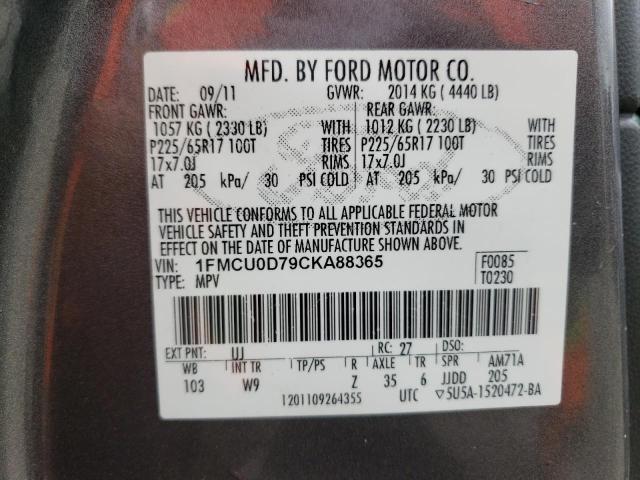 MFD. BY FORD MOTOR CO.
DATE: 09/11 GVWR: 2014 KG ( 4440 LB)
FRONT GAWR: REAR GAWR:
1057 KG ( 2330 LB) WITH 1012 KG ( 2230 LB) WITH
P225/65R17 100T TIRES P225/65R17 100T TIRES
17x7.0J RIMS 17x7.0J RIMS
AT 205 kPa/ 30 PSI COLD AT 205 kPa/ 30 PSI COLD
THIS VEHICLE CONFORMS TO ALL APPLICABLE FEDERAL MOTOR
VEHICLE SAFETY AND THEFT PREVENTION STANDARDS IN
EFFECT ON THE DATE OF MANUFACTURE SHOWN ABOVE.
VIN: 1FMCU0D79CKA88365 F0085
TYPE: MPV T0230
EXT PNT: UJ RC: 27 DSO:
WB INT TR TP/PS R AXLE TR SPR AM71A
103 W9 Z 35 6 JJDD 205
1201109264355 UTC ▽5U5A-1520472-BA